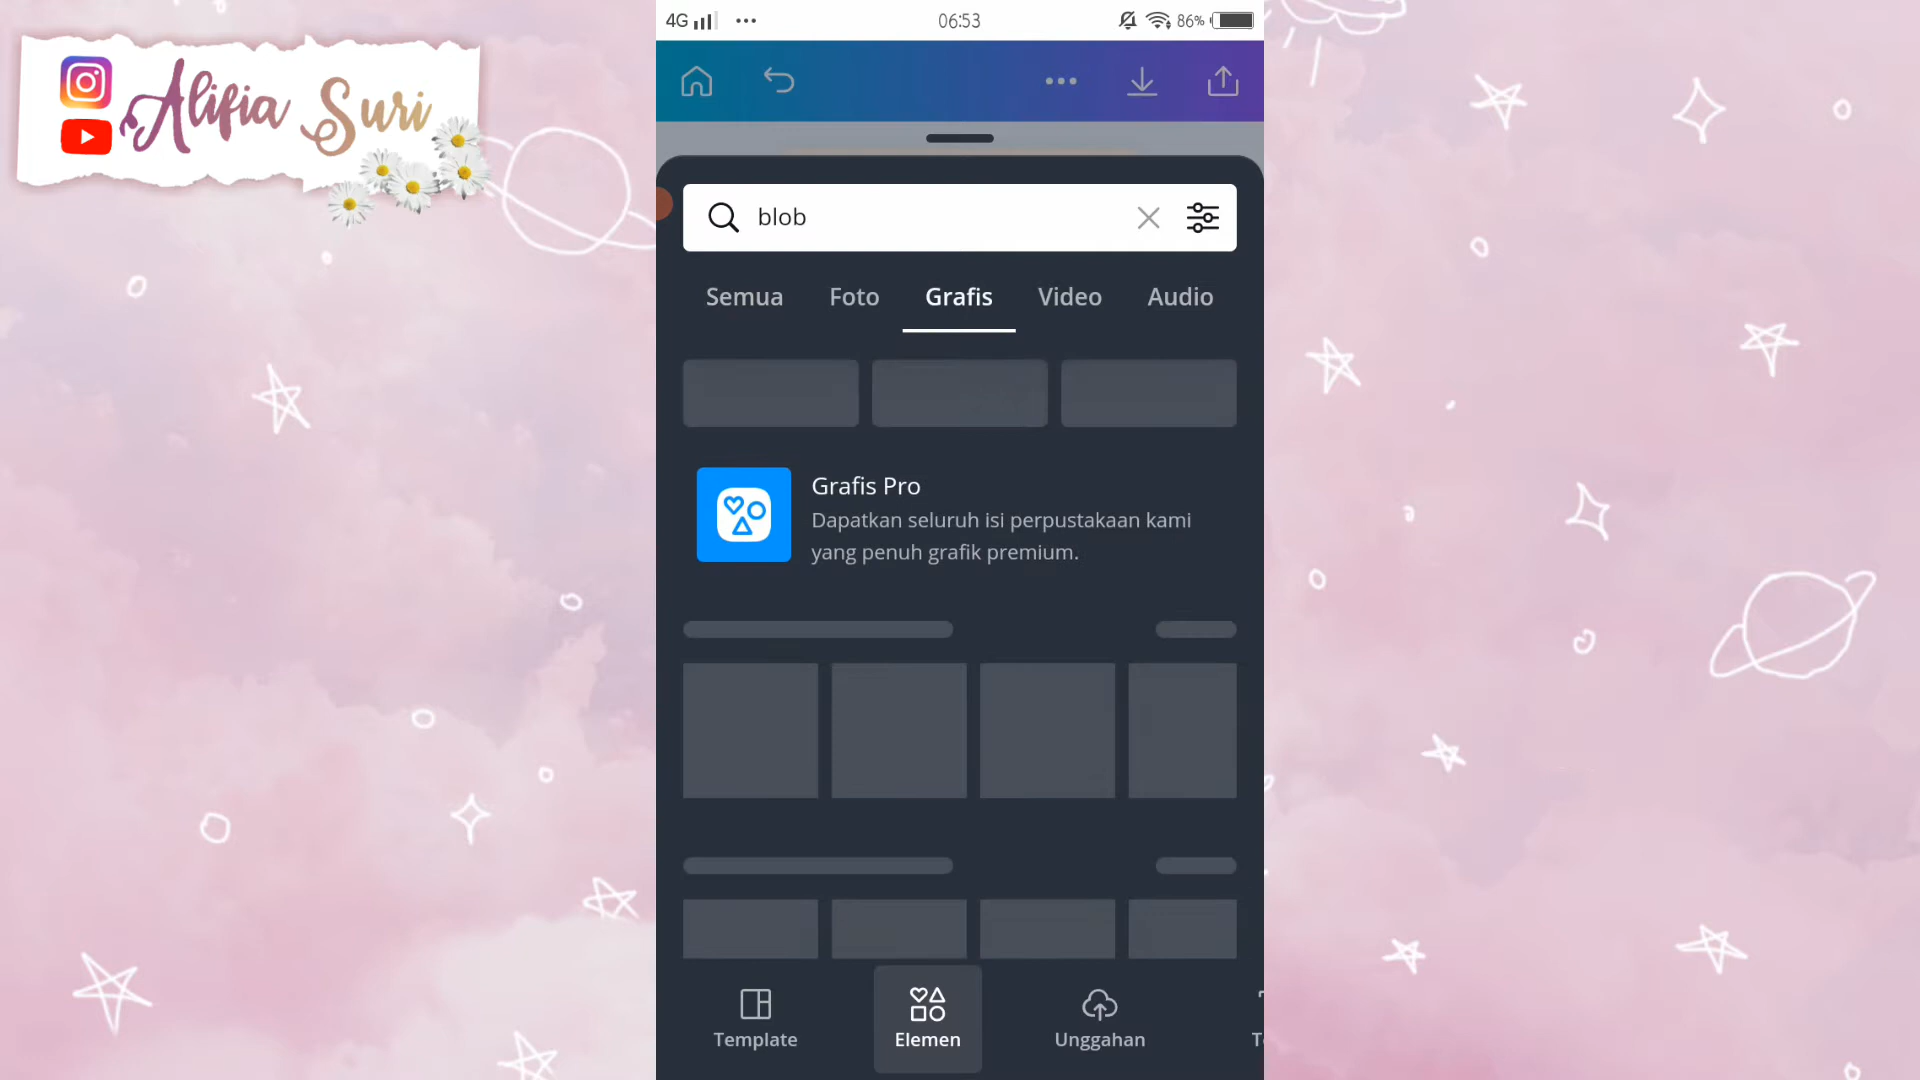 Alifia Suri
4G
06:53
86%
blob
Semua Foto Grafis Video Audio
Grafis Pro
Dapatkan seluruh isi perpustakaan kami
yang penuh grafik premium.
Template Elemen Unggahan